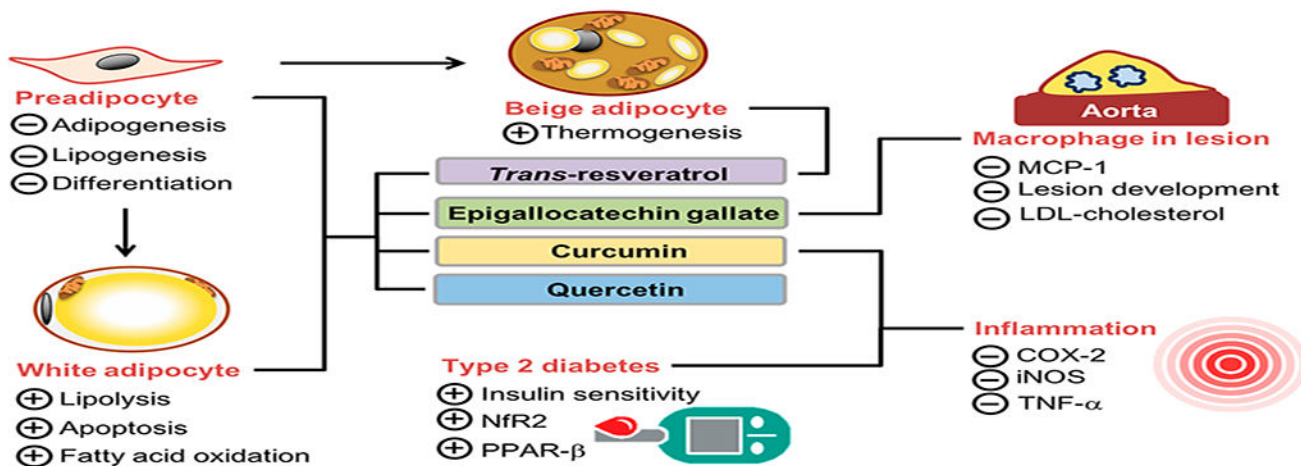 Preadipocyte
⊖ Adipogenesis
⊖ Lipogenesis
⊖ Differentiation
White adipocyte
⊕ Lipolysis
⊕ Apoptosis
⊕ Fatty acid oxidation
Beige adipocyte
⊕ Thermogenesis
Trans-resveratrol
Epigallocatechin gallate
Curcumin
Quercetin
Type 2 diabetes
⊕ Insulin sensitivity
⊕ NfR2
⊕ PPAR-β
Aorta
Macrophage in lesion
⊖ MCP-1
⊖ Lesion development
⊖ LDL-cholesterol
Inflammation
⊖ COX-2
⊖ iNOS
⊖ TNF-α